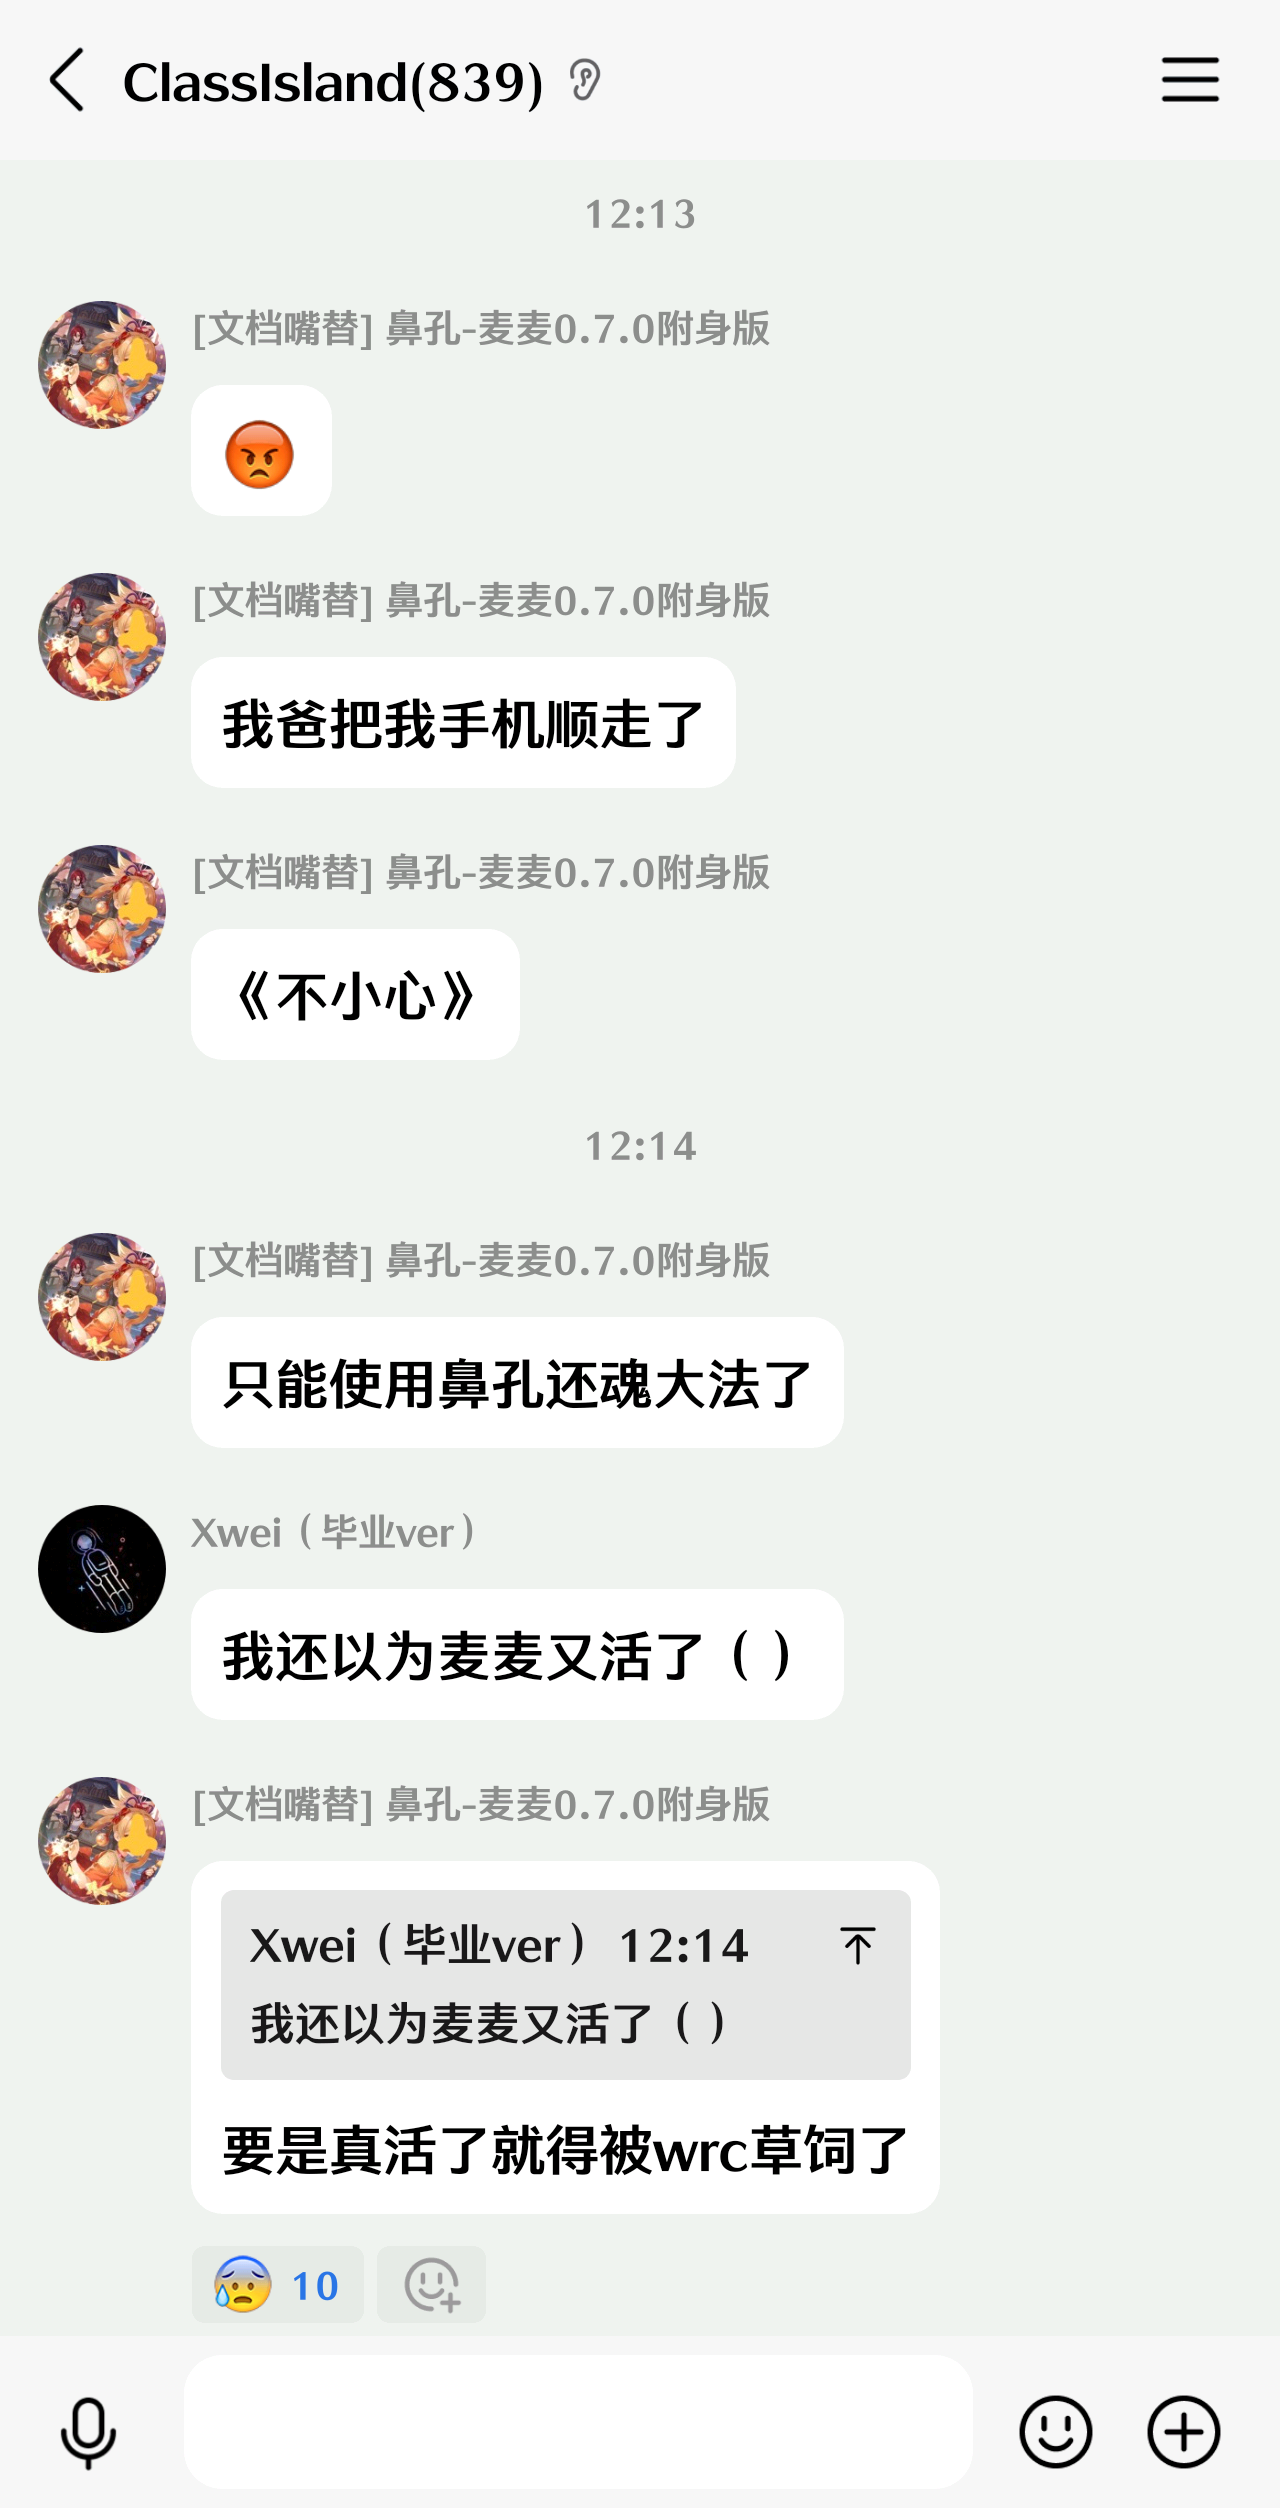 ClassIsland(839)
12:13
[文档嘴替] 鼻孔-麦麦0.7.0附身版
[文档嘴替] 鼻孔-麦麦0.7.0附身版
我爸把我手机顺走了
[文档嘴替] 鼻孔-麦麦0.7.0附身版
《不小心》
12:14
[文档嘴替] 鼻孔-麦麦0.7.0附身版
只能使用鼻孔还魂大法了
Xwei（毕业ver）
我还以为麦麦又活了（ ）
[文档嘴替] 鼻孔-麦麦0.7.0附身版
Xwei（毕业ver） 12:14
我还以为麦麦又活了（ ）
要是真活了就得被wrc草饲了
10